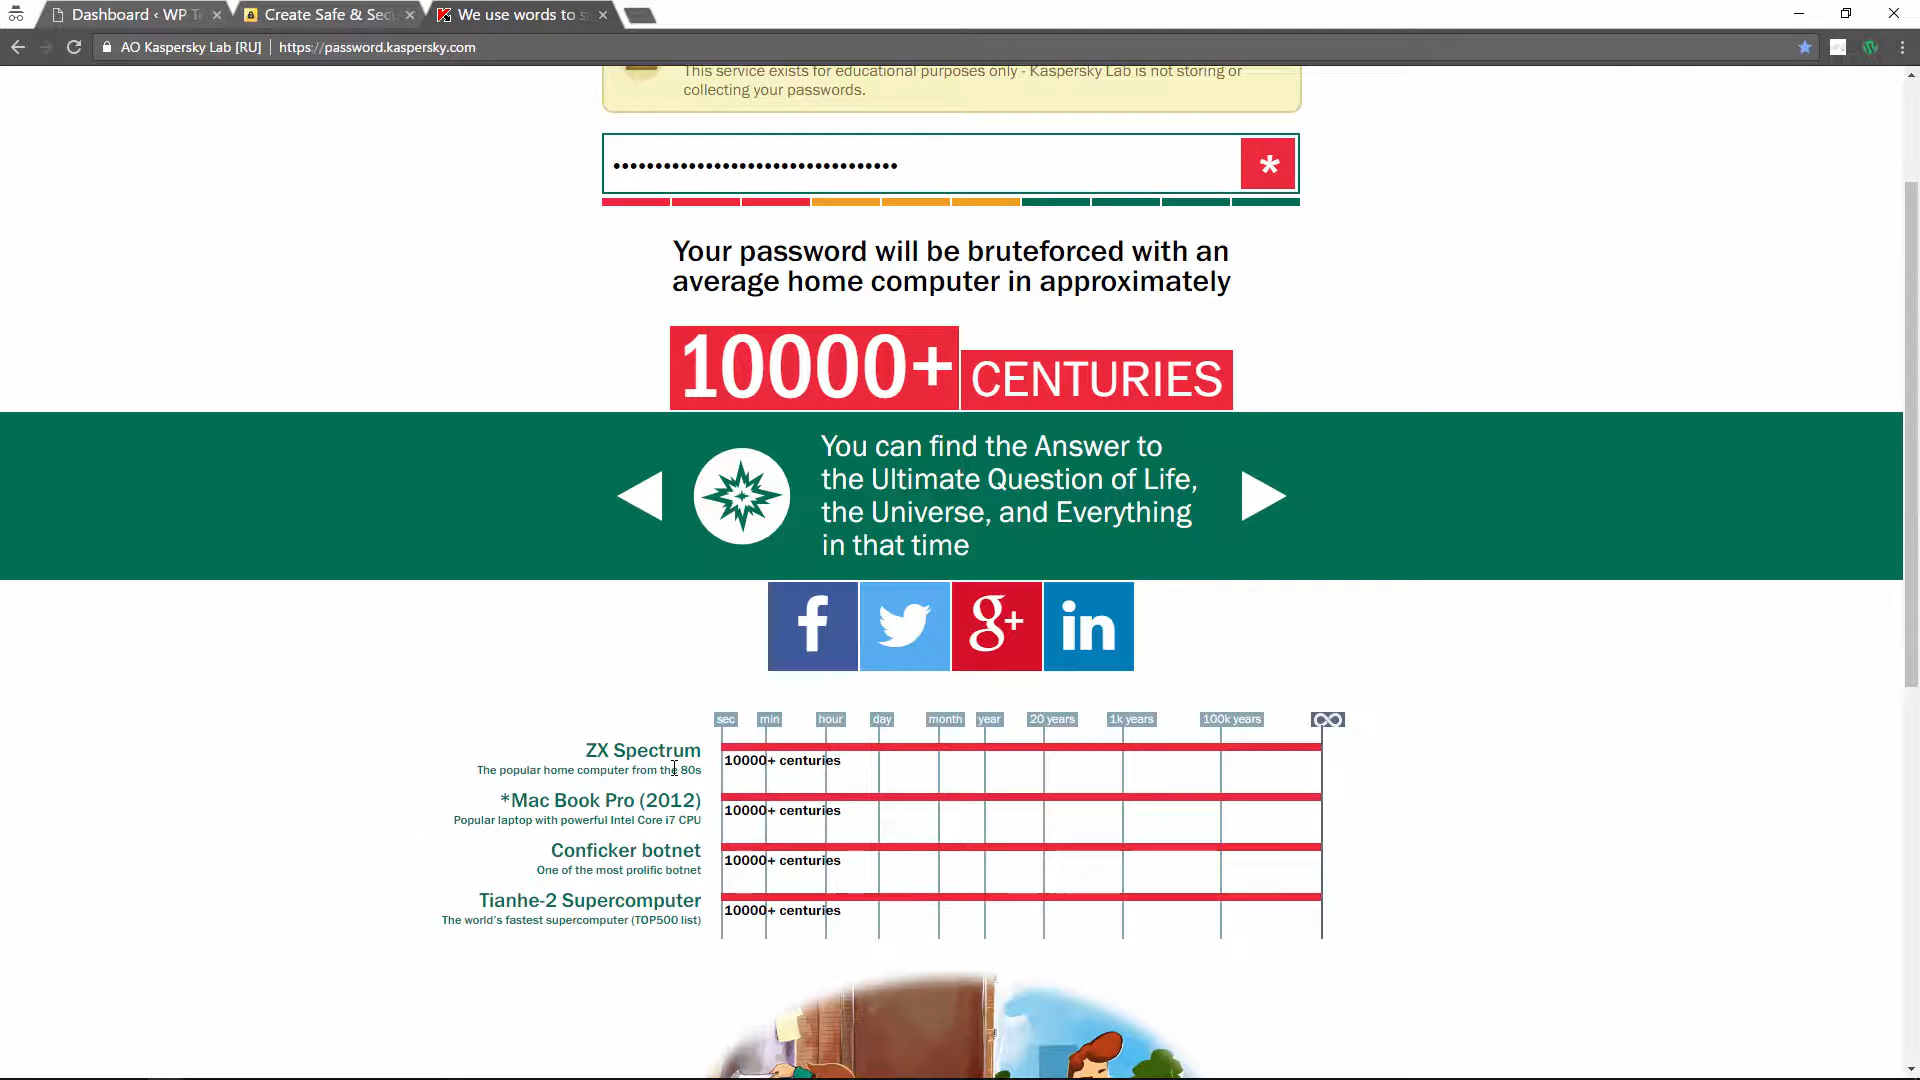 Dashboard ‹ WP T
Create Safe & Sec
We use words to s
AO Kaspersky Lab [RU]
https://password.kaspersky.com
This service exists for educational purposes only - Kaspersky Lab is not storing or
collecting your passwords.
••••••••••••••••••••••••••••••••••
*
Your password will be bruteforced with an
average home computer in approximately
10000+ CENTURIES
You can find the Answer to
the Ultimate Question of Life,
the Universe, and Everything
in that time
f
g+
in
sec min hour day month year 20 years 1k years 100k years ∞
ZX Spectrum
The popular home computer from the 80s
10000+ centuries
*Mac Book Pro (2012)
Popular laptop with powerful Intel Core i7 CPU
10000+ centuries
Conficker botnet
One of the most prolific botnet
10000+ centuries
Tianhe-2 Supercomputer
The world's fastest supercomputer (TOP500 list)
10000+ centuries